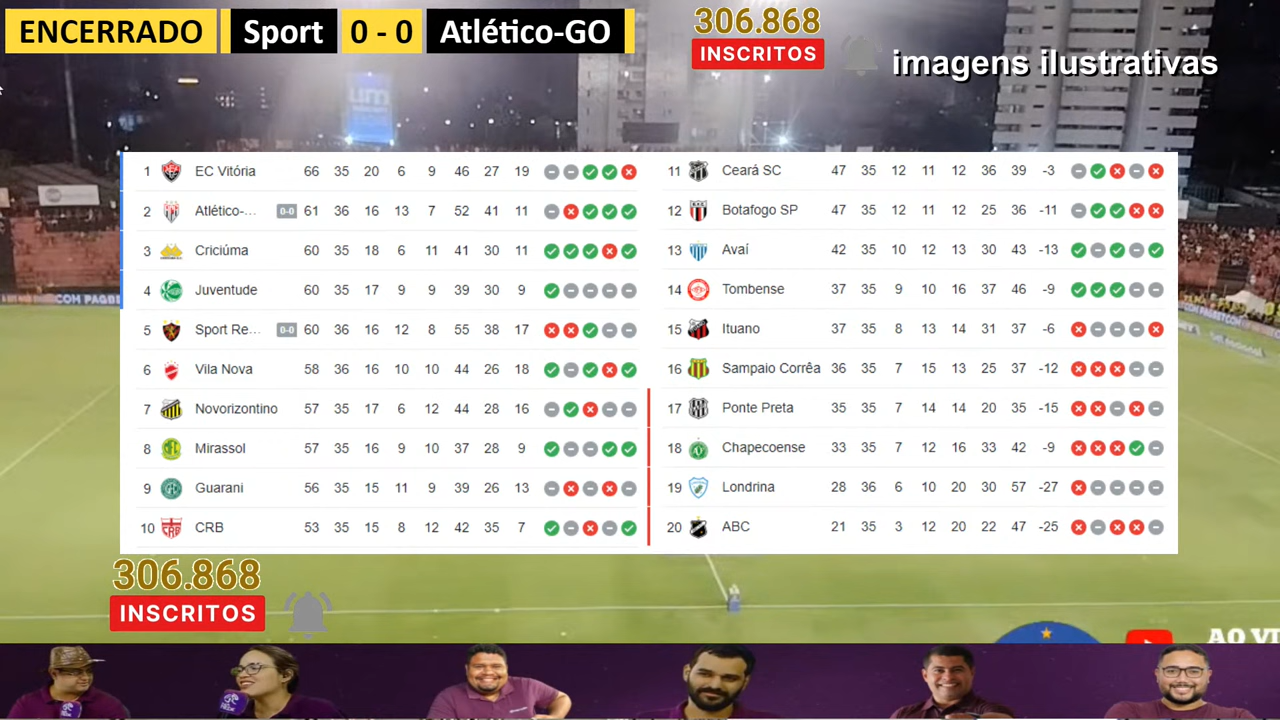 ENCERRADO Sport 0 - 0 Atlético-GO
306.868
INSCRITOS
imagens ilustrativas
1 EC Vitória 66 35 20 6 9 46 27 19
2 Atlético-... 0-0 61 36 16 13 7 52 41 11
3 Criciúma 60 35 18 6 11 41 30 11
4 Juventude 60 35 17 9 9 39 30 9
5 Sport Re... 0-0 60 36 16 12 8 55 38 17
6 Vila Nova 58 36 16 10 10 44 26 18
7 Novorizontino 57 35 17 6 12 44 28 16
8 Mirassol 57 35 16 9 10 37 28 9
9 Guarani 56 35 15 11 9 39 26 13
10 CRB 53 35 15 8 12 42 35 7
11 Ceará SC 47 35 12 11 12 36 39 -3
12 Botafogo SP 47 35 12 11 12 25 36 -11
13 Avaí 42 35 10 12 13 30 43 -13
14 Tombense 37 35 9 10 16 37 46 -9
15 Ituano 37 35 8 13 14 31 37 -6
16 Sampaio Corrêa 36 35 7 15 13 25 37 -12
17 Ponte Preta 35 35 7 14 14 20 35 -15
18 Chapecoense 33 35 7 12 16 33 42 -9
19 Londrina 28 36 6 10 20 30 57 -27
20 ABC 21 35 3 12 20 22 47 -25
COM PAGBE
306.868
INSCRITOS
AO VI